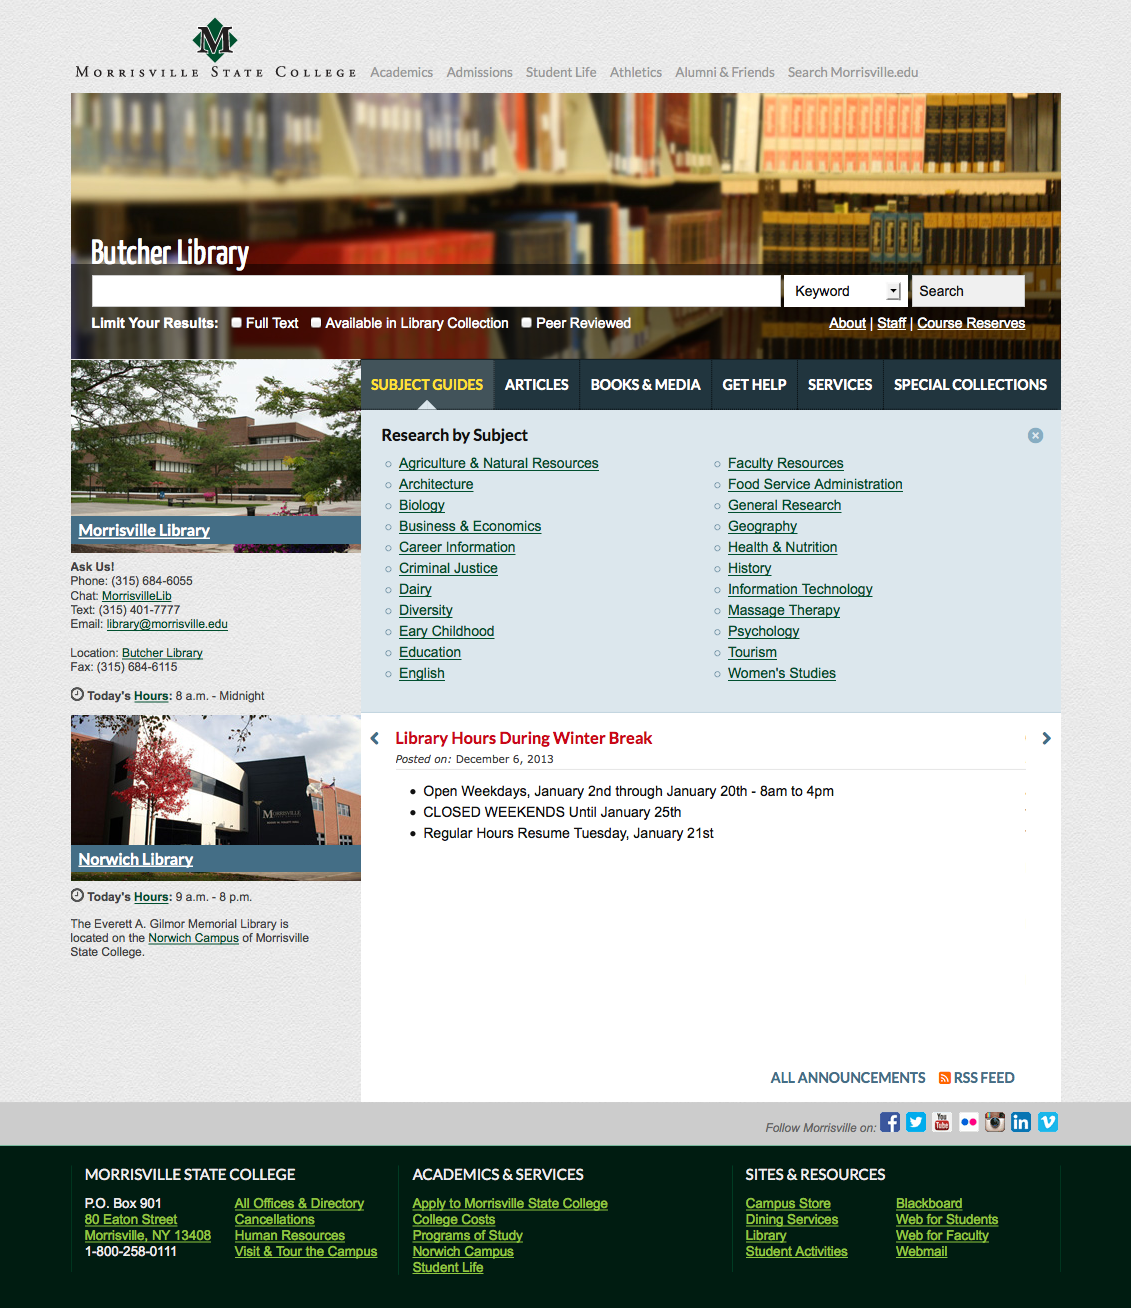 M
MORRISVILLE STATE COLLEGE
Academics Admissions Student Life Athletics Alumni & Friends Search Morrisville.edu
Butcher Library
Keyword Search
Limit Your Results: Full Text Available in Library Collection Peer Reviewed
About | Staff | Course Reserves
SUBJECT GUIDES ARTICLES BOOKS & MEDIA GET HELP SERVICES SPECIAL COLLECTIONS
Morrisville Library
Ask Us!
Phone: (315) 684-6055
Chat: MorrisvilleLib
Text: (315) 401-7777
Email: library@morrisville.edu
Location: Butcher Library
Fax: (315) 684-6115
Today's Hours: 8 a.m. - Midnight
MORRISVILLE
Norwich Library
Today's Hours: 9 a.m. - 8 p.m.
The Everett A. Gilmor Memorial Library is
located on the Norwich Campus of Morrisville
State College.
Research by Subject
Agriculture & Natural Resources
Architecture
Biology
Business & Economics
Career Information
Criminal Justice
Dairy
Diversity
Eary Childhood
Education
English
Faculty Resources
Food Service Administration
General Research
Geography
Health & Nutrition
History
Information Technology
Massage Therapy
Psychology
Tourism
Women's Studies
Library Hours During Winter Break
Posted on: December 6, 2013
Open Weekdays, January 2nd through January 20th - 8am to 4pm
CLOSED WEEKENDS Until January 25th
Regular Hours Resume Tuesday, January 21st
ALL ANNOUNCEMENTS RSS FEED
Follow Morrisville on: You Tube in
MORRISVILLE STATE COLLEGE
P.O. Box 901
80 Eaton Street
Morrisville, NY 13408
1-800-258-0111
All Offices & Directory
Cancellations
Human Resources
Visit & Tour the Campus
ACADEMICS & SERVICES
Apply to Morrisville State College
College Costs
Programs of Study
Norwich Campus
Student Life
SITES & RESOURCES
Campus Store
Dining Services
Library
Student Activities
Blackboard
Web for Students
Web for Faculty
Webmail